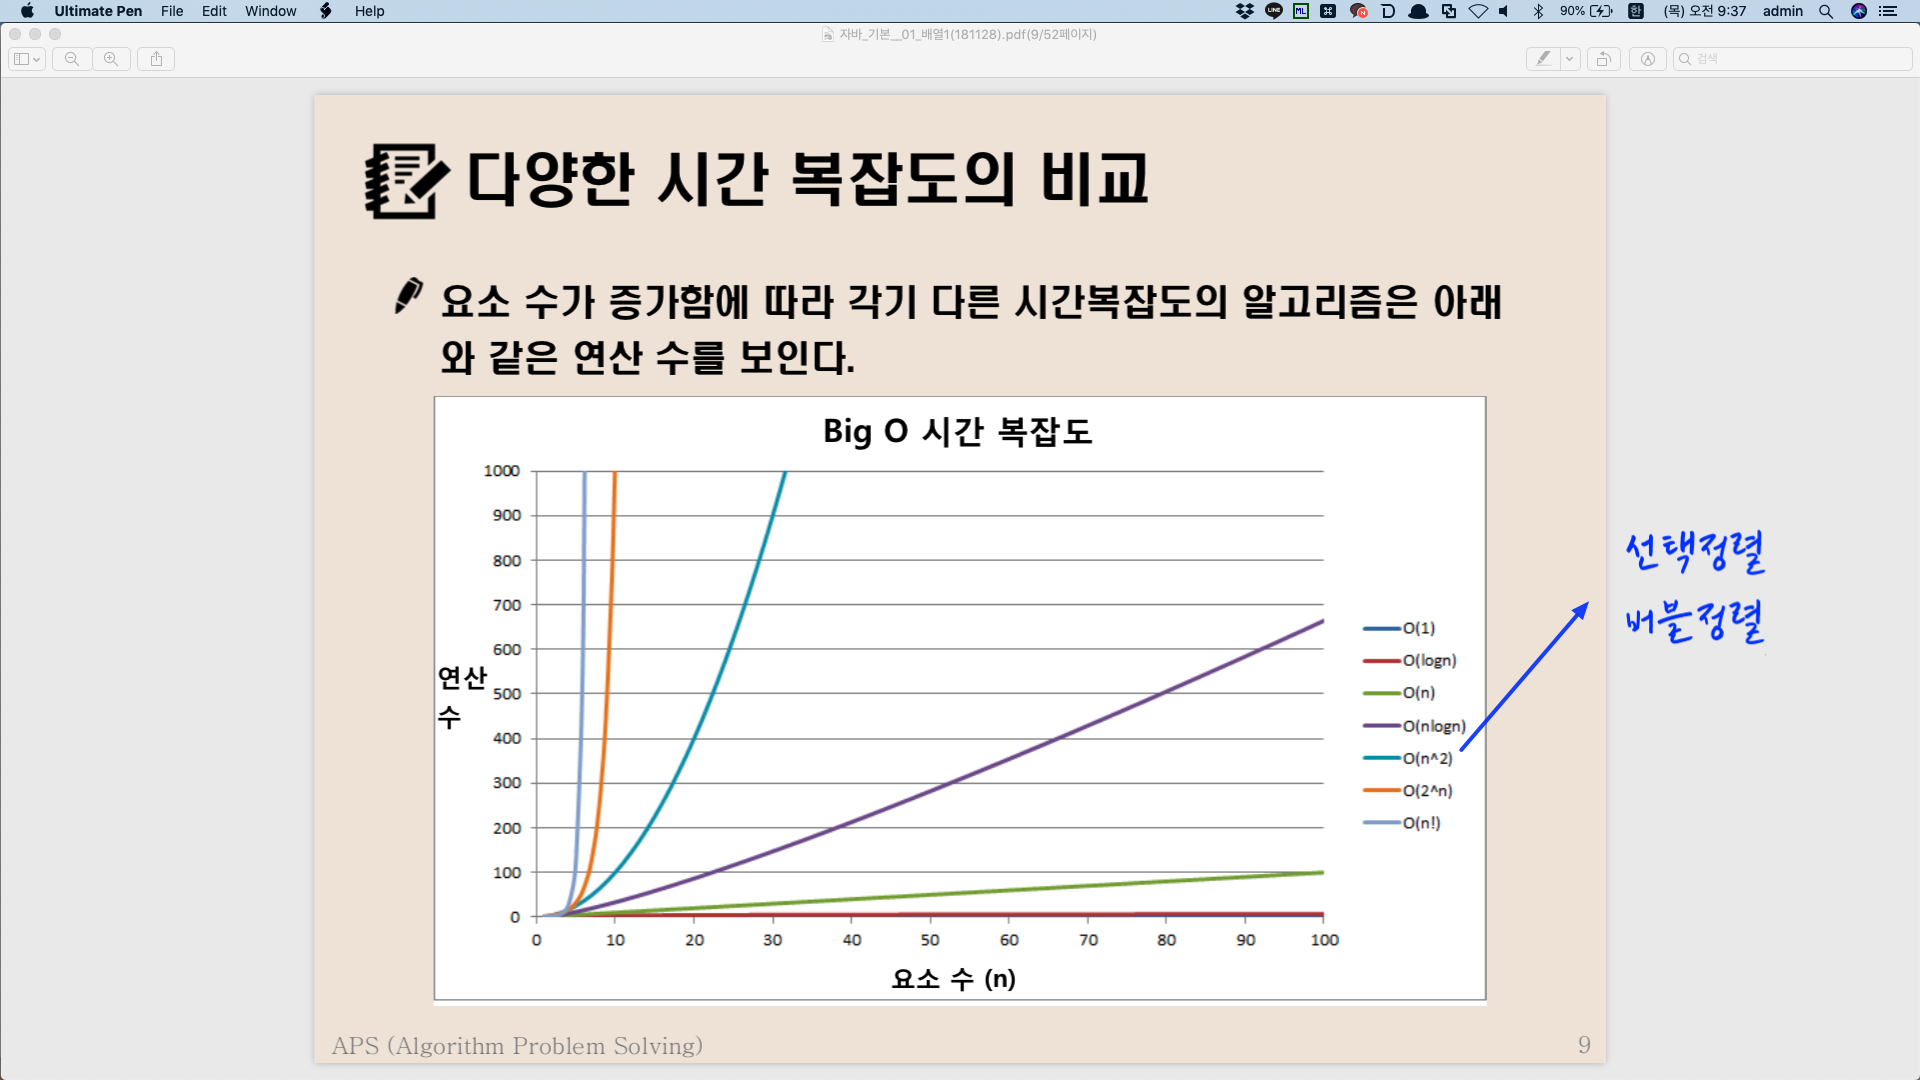 Ultimate Pen File Edit Window Help
90% 한 (목) 오전 9:37 admin
자바_기본__01_배열1(181128).pdf(9/52페이지)
검색
다양한 시간 복잡도의 비교
요소 수가 증가함에 따라 각기 다른 시간복잡도의 알고리즘은 아래
와 같은 연산 수를 보인다.
Big O 시간 복잡도
1000
900
800
700
600
500
400
300
200
100
0
연산
수
0 10 20 30 40 50 60 70 80 90 100
요소 수 (n)
O(1)
O(logn)
O(n)
O(nlogn)
O(n^2)
O(2^n)
O(n!)
선택정렬
버블정렬
APS (Algorithm Problem Solving)
9